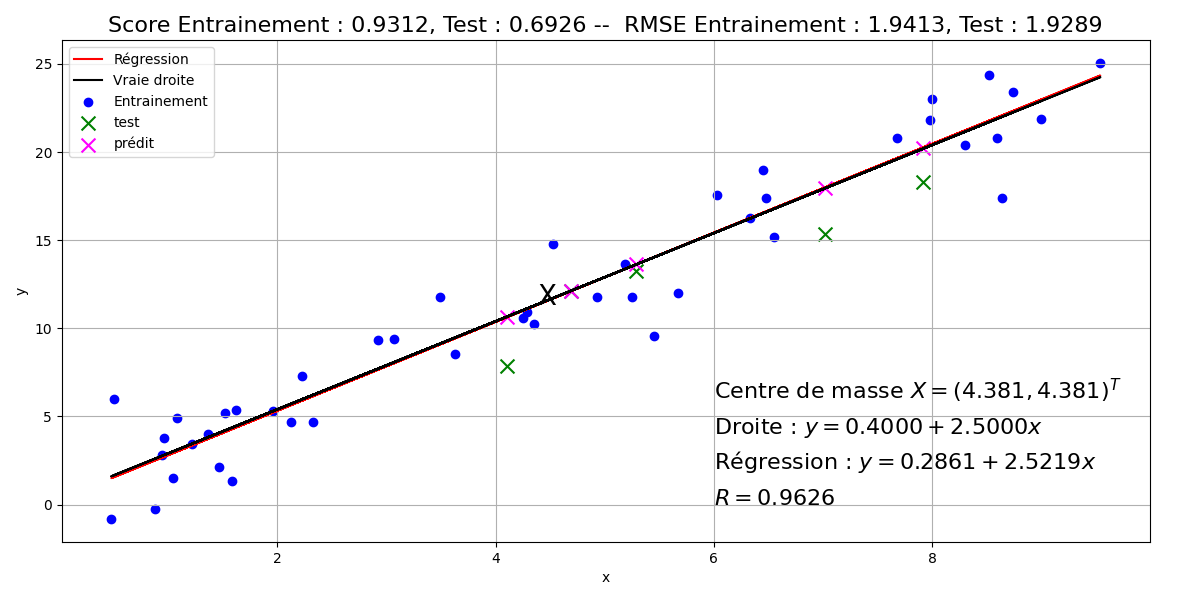 Score Entrainement : 0.9312, Test : 0.6926 --  RMSE Entrainement : 1.9413, Test : 1.9289
Régression
Vraie droite
Entrainement
test
prédit
25
20
15
10
5
0
y
X
Centre de masse X = (4.381, 4.381)^T
Droite : y = 0.4000 + 2.5000x
Régression : y = 0.2861 + 2.5219x
R = 0.9626
2 4 6 8
x